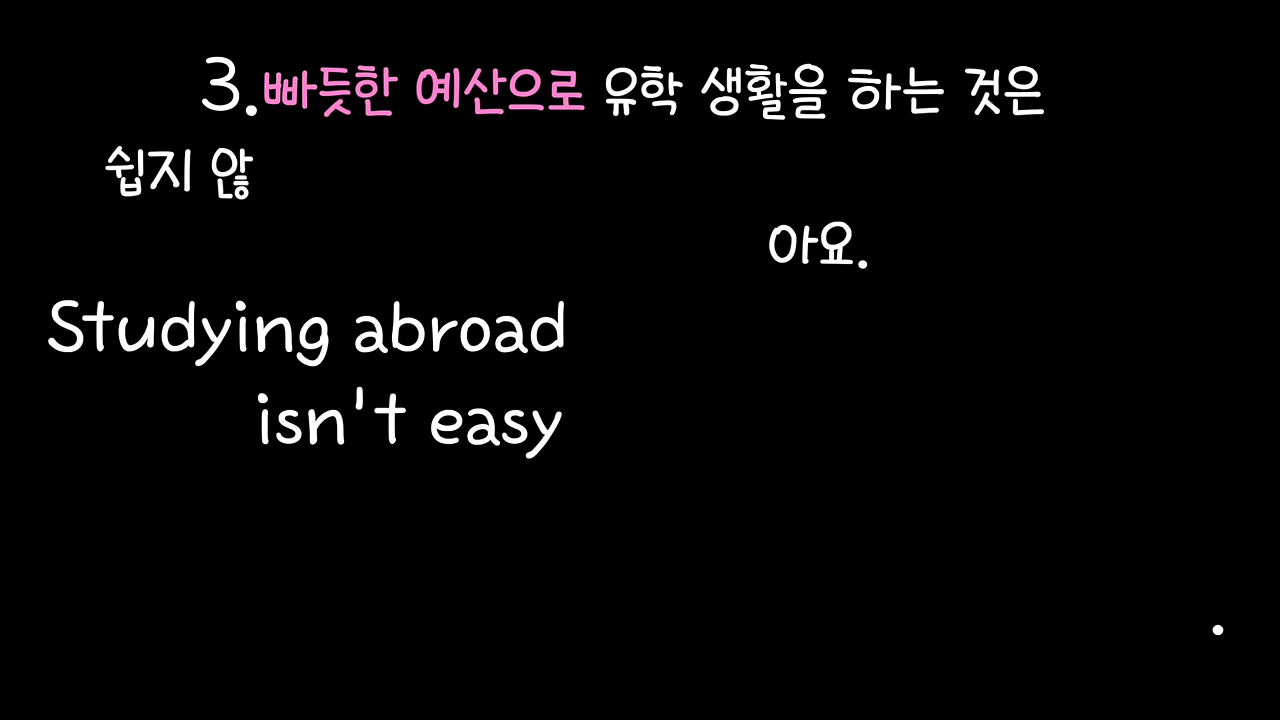 3.빠듯한 예산으로 유학 생활을 하는 것은
쉽지 않
아요.
Studying abroad
isn't easy
.